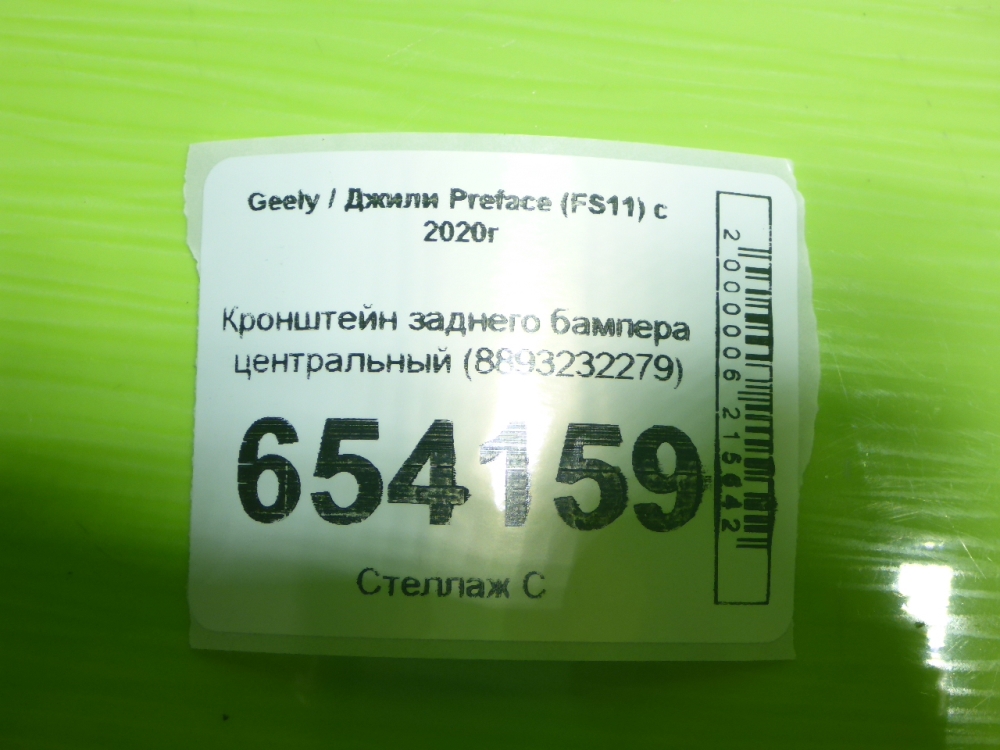 Geely / Джили Preface (FS11) с
2020г
Кронштейн заднего бампера
центральный (8893232279)
654159
Стеллаж С
2000006215642